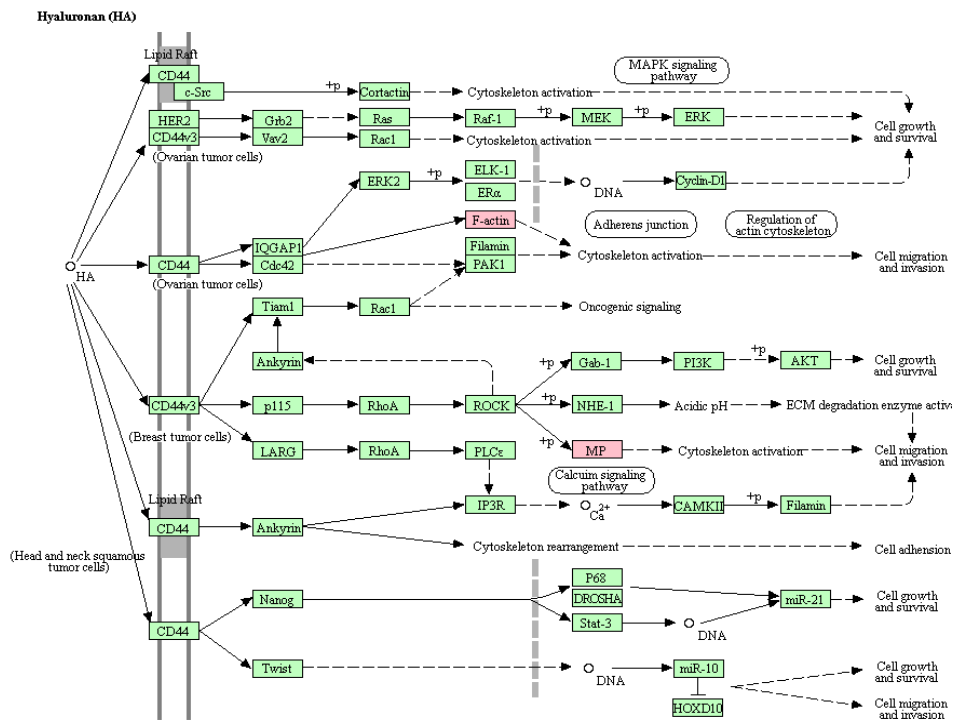 Hyaluronan (HA)
Lipid Raft
CD44
c-Src
+p
Cortactin
Cytoskeleton activation
MAPK signaling
pathway
HER2
Grb2
Ras
Raf-1
+p
MEK
+p
ERK
Cell growth
and survival
CD44v3
Vav2
Rac1
Cytoskeleton activation
(Ovarian tumor cells)
ERK2
+p
ELK-1
ERα
DNA
Cyclin-D1
F-actin
Adherens junction
Regulation of
actin cytoskeleton
HA
CD44
IQGAP1
Cdc42
Filamin
PAK1
Cytoskeleton activation
Cell migration
and invasion
(Ovarian tumor cells)
Tiam1
Rac1
Oncogenic signaling
Ankyrin
+p
Gab-1
PI3K
+p
AKT
Cell growth
and survival
CD44v3
p115
RhoA
ROCK
+p
NHE-1
Acidic pH
ECM degradation enzyme activ
(Breast tumor cells)
LARG
RhoA
PLCε
+p
MP
Cytoskeleton activation
Cell migration
and invasion
Calcuim signaling
pathway
Lipid Raft
CD44
Ankyrin
IP3R
Ca2+
CAMKII
+p
Filamin
Cytoskeleton rearrangement
Cell adhesion
(Head and neck squamous
tumor cells)
Nanog
P68
DROSHA
Stat-3
DNA
miR-21
Cell growth
and survival
CD44
Twist
DNA
miR-10
HOXD10
Cell growth
and survival
Cell migration
and invasion